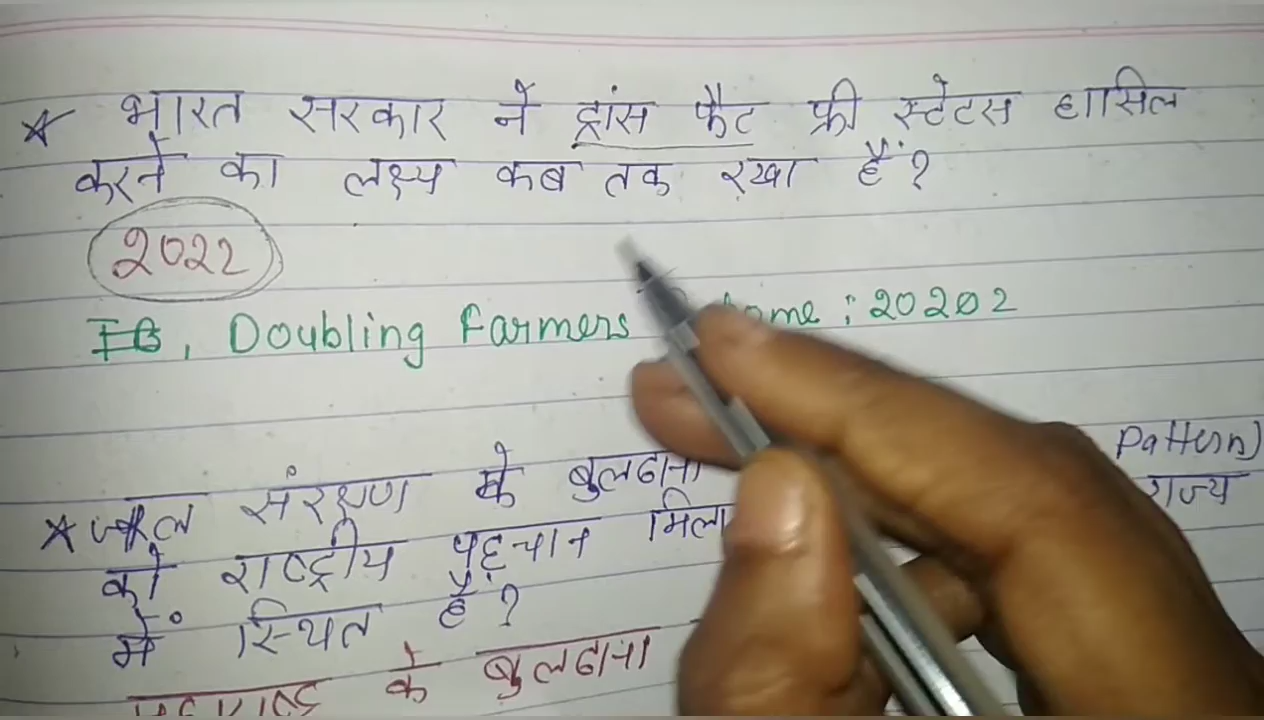 ★ भारत सरकार ने ट्रांस फैट फ्री स्टेटस हासिल
करने का लक्ष्य कब तक रखा हैं?
2022
Doubling Farmers : 20202
★ जल संरक्षण के बुलढाना Pattern)
राज्य
को राष्ट्रीय पहचान
में स्थित है?
के बुलढाना